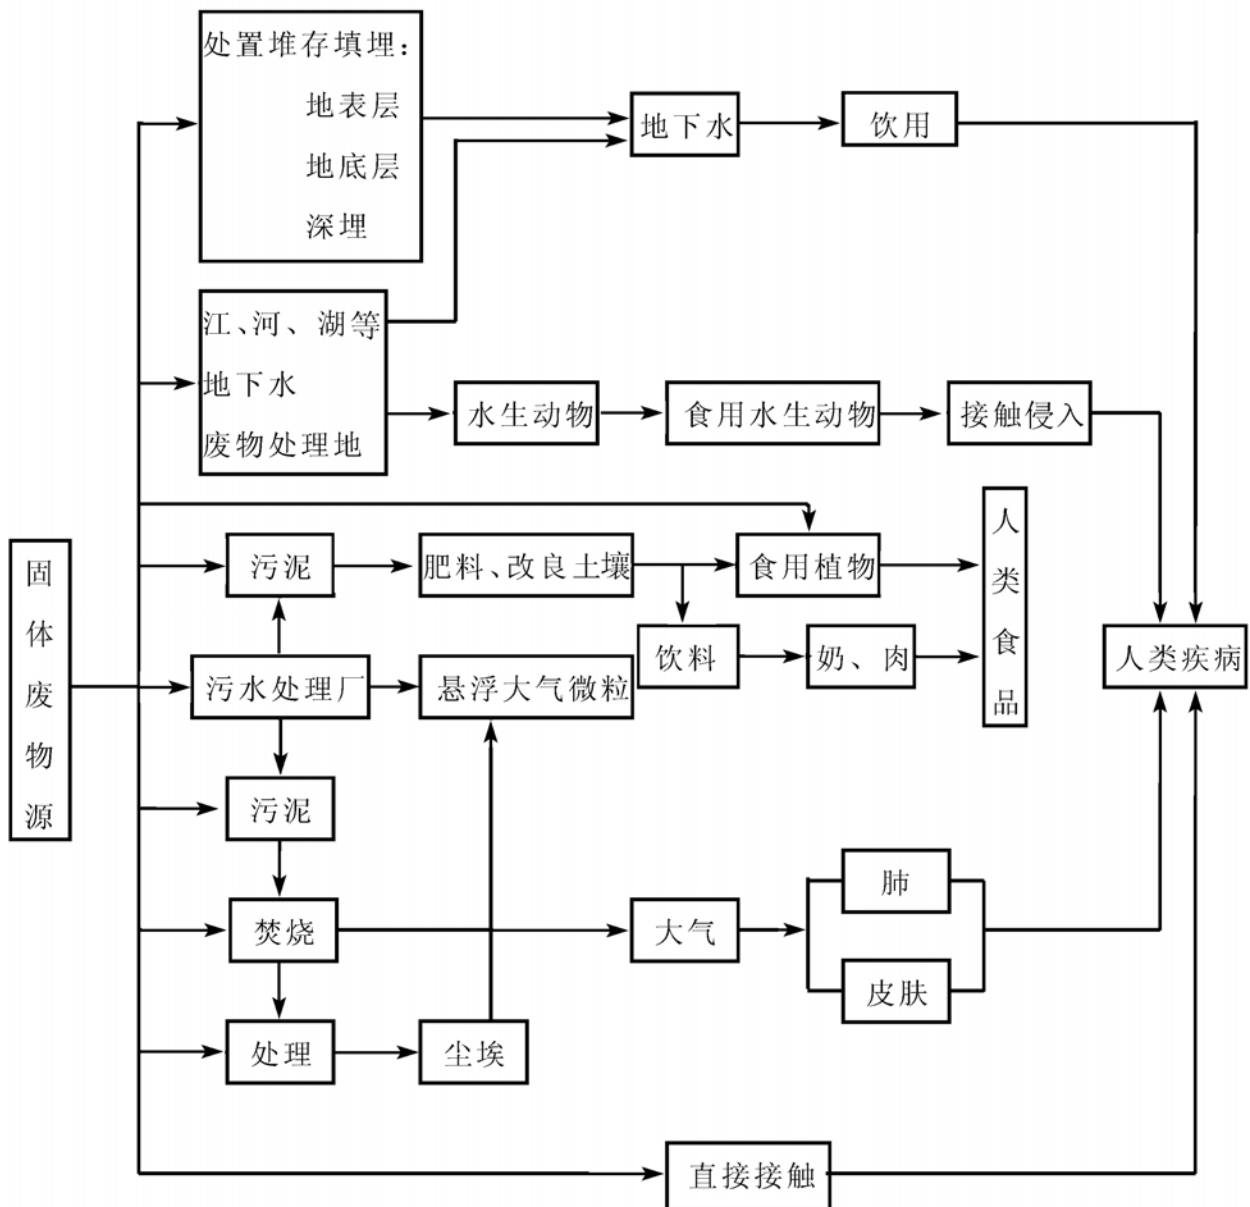 处置堆存填埋：
地表层
地底层
深埋
地下水
饮用
江、河、湖等
地下水
废物处理地
水生动物
食用水生动物
接触侵入
固体废物源
污泥
肥料、改良土壤
食用植物
人类食品
饮料
奶、肉
人类疾病
污水处理厂
悬浮大气微粒
污泥
焚烧
大气
肺
皮肤
处理
尘埃
直接接触